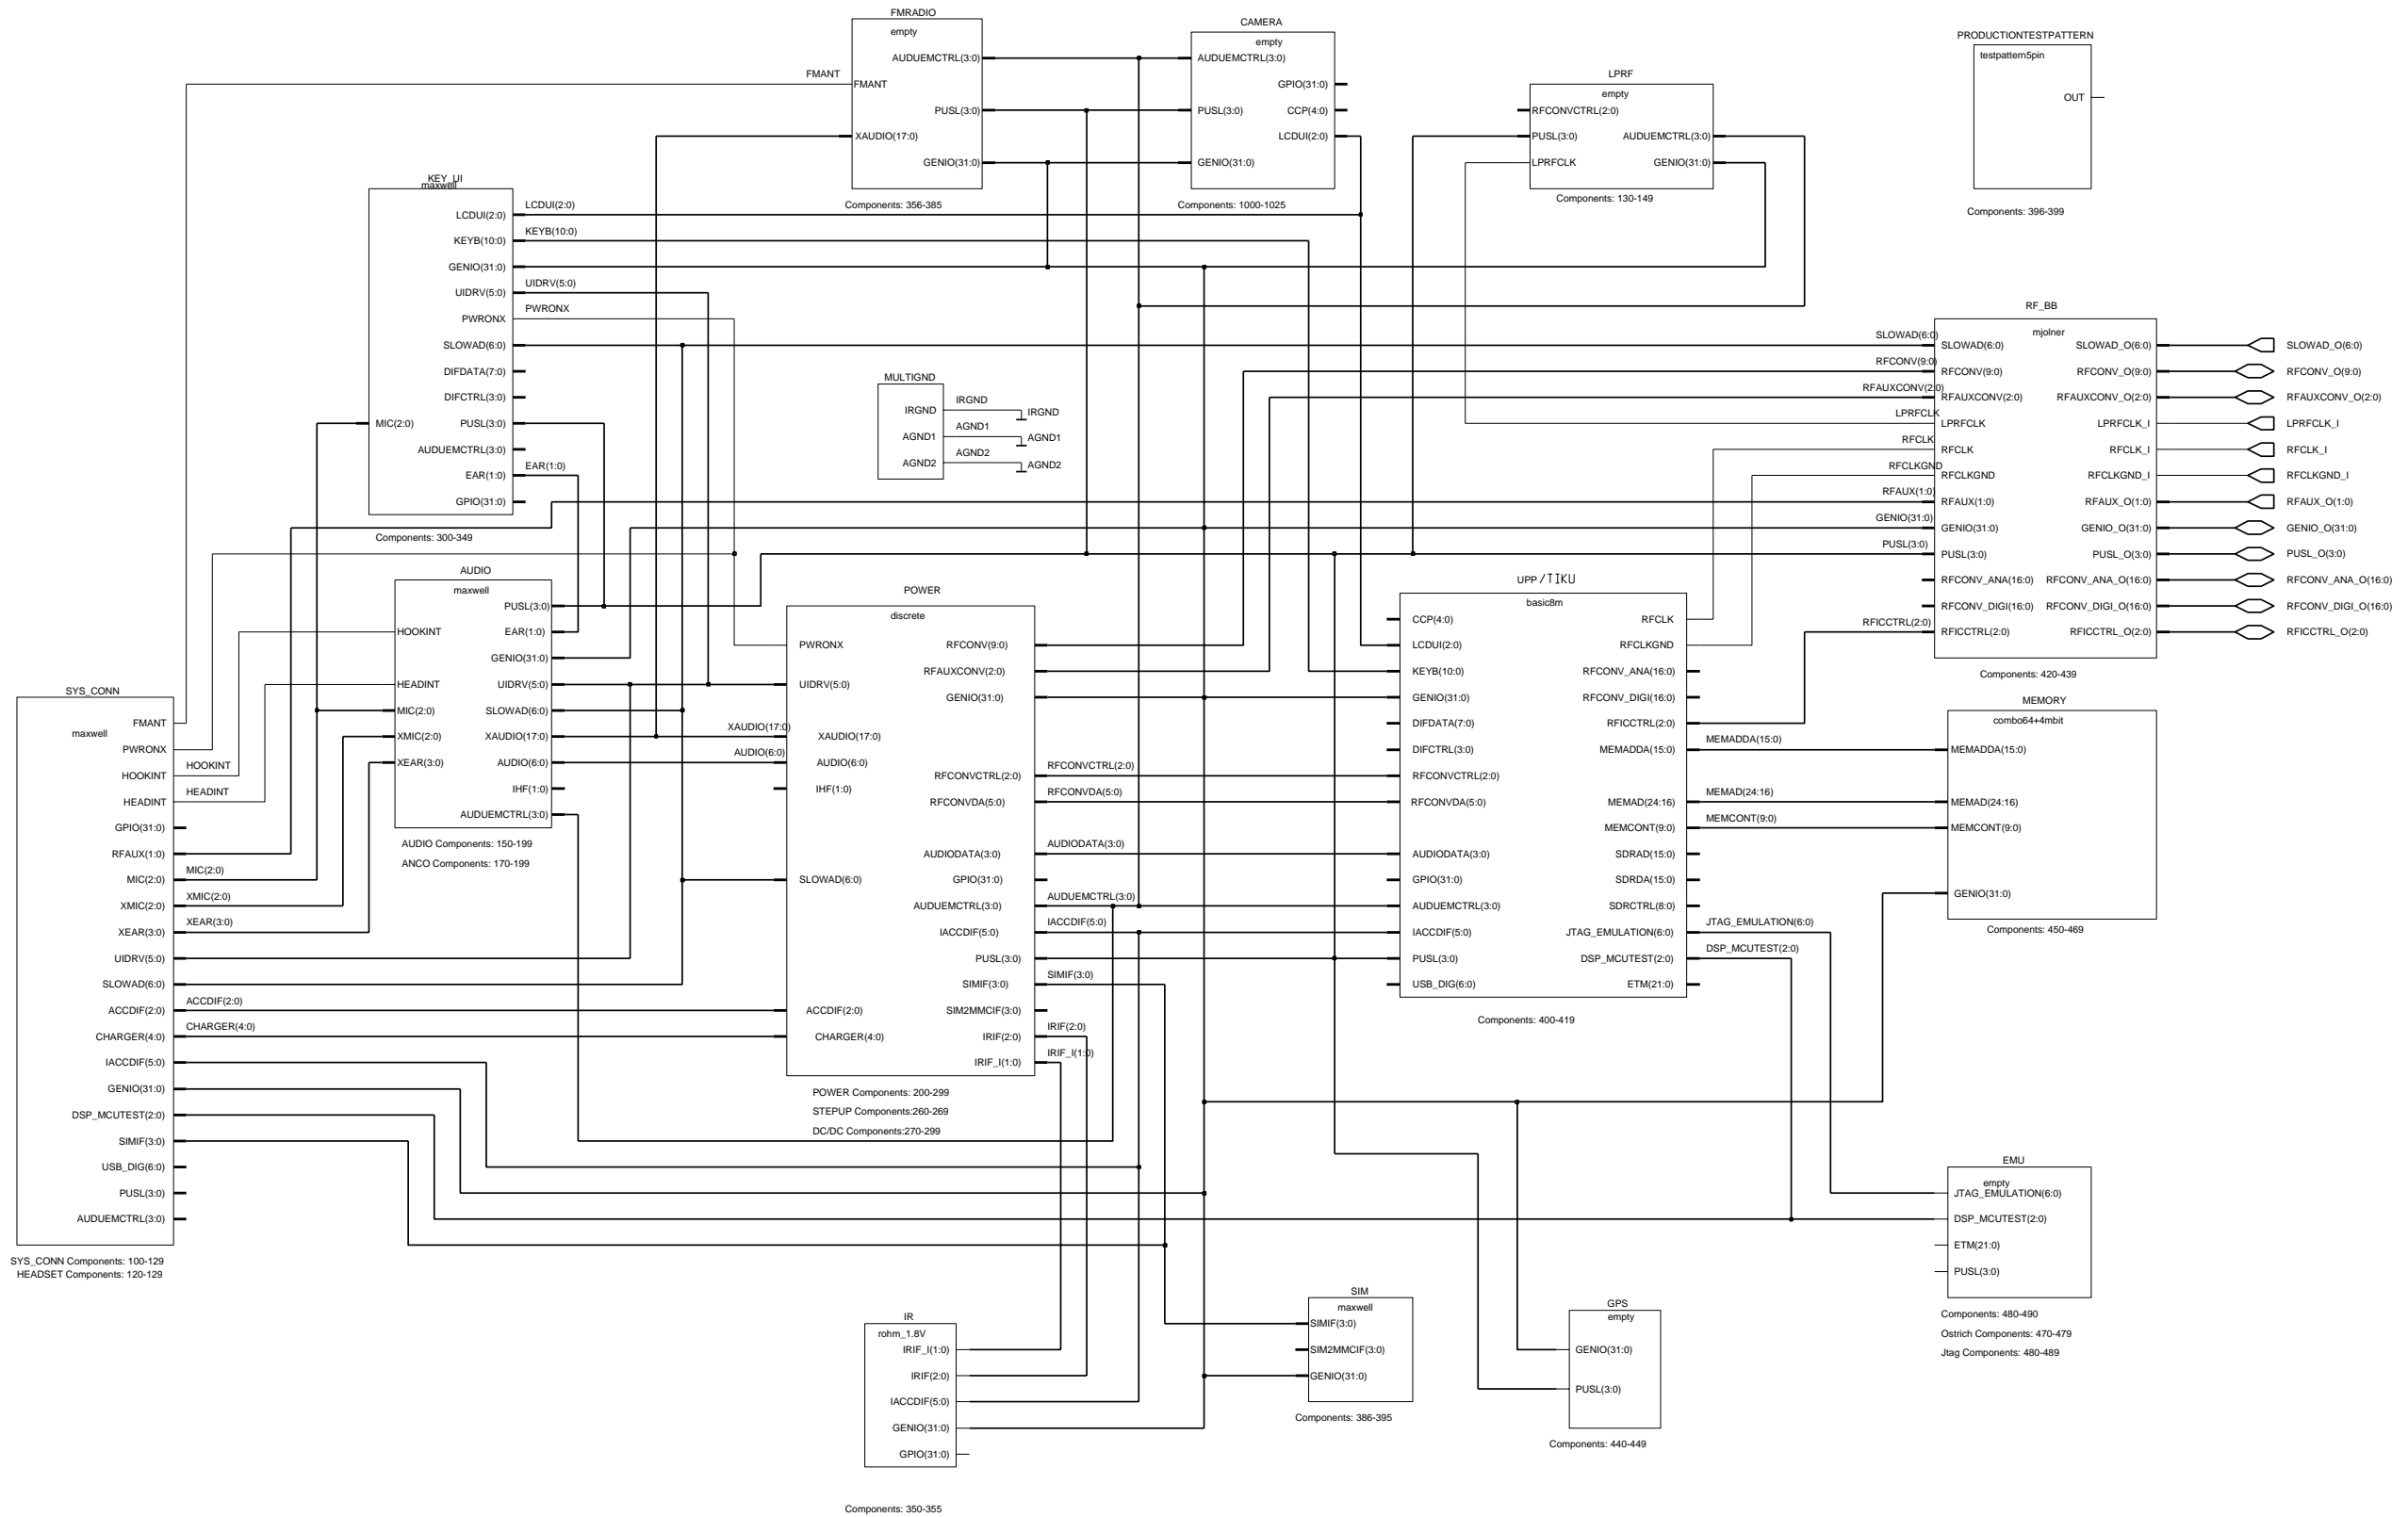 FMRADIO
empty
AUDUEMCTRL(3:0)
FMANT
FMANT
PUSL(3:0)
XAUDIO(17:0)
GENIO(31:0)
Components: 356-385
CAMERA
empty
AUDUEMCTRL(3:0)
GPIO(31:0)
PUSL(3:0)
CCP(4:0)
LCDUI(2:0)
GENIO(31:0)
Components: 1000-1025
LPRF
empty
RFCONVCTRL(2:0)
PUSL(3:0)
AUDUEMCTRL(3:0)
LPRFCLK
GENIO(31:0)
Components: 130-149
PRODUCTIONTESTPATTERN
testpattern5pin
OUT
Components: 396-399
KEY_UI
maxwell
LCDUI(2:0)
LCDUI(2:0)
KEYB(10:0)
KEYB(10:0)
GENIO(31:0)
UIDRV(5:0)
UIDRV(5:0)
PWRONX
PWRONX
SLOWAD(6:0)
DIFDATA(7:0)
DIFCTRL(3:0)
MIC(2:0)
PUSL(3:0)
AUDUEMCTRL(3:0)
EAR(1:0)
EAR(1:0)
GPIO(31:0)
Components: 300-349
MULTIGND
IRGND
IRGND
IRGND
AGND1
AGND1
AGND1
AGND2
AGND2
AGND2
RF_BB
mjolner
SLOWAD(6:0)
SLOWAD(6:0)
SLOWAD_O(6:0)
SLOWAD_O(6:0)
RFCONV(9:0)
RFCONV(9:0)
RFCONV_O(9:0)
RFCONV_O(9:0)
RFAUXCONV(2:0)
RFAUXCONV(2:0)
RFAUXCONV_O(2:0)
RFAUXCONV_O(2:0)
LPRFCLK
LPRFCLK
LPRFCLK_I
LPRFCLK_I
RFCLK
RFCLK
RFCLK_I
RFCLK_I
RFCLKGND
RFCLKGND
RFCLKGND_I
RFCLKGND_I
RFAUX(1:0)
RFAUX(1:0)
RFAUX_O(1:0)
RFAUX_O(1:0)
GENIO(31:0)
GENIO(31:0)
GENIO_O(31:0)
GENIO_O(31:0)
PUSL(3:0)
PUSL(3:0)
PUSL_O(3:0)
PUSL_O(3:0)
RFCONV_ANA(16:0)
RFCONV_ANA_O(16:0)
RFCONV_ANA_O(16:0)
RFCONV_DIGI(16:0)
RFCONV_DIGI_O(16:0)
RFCONV_DIGI_O(16:0)
RFICCTRL(2:0)
RFICCTRL(2:0)
RFICCTRL_O(2:0)
RFICCTRL_O(2:0)
Components: 420-439
AUDIO
maxwell
PUSL(3:0)
HOOKINT
EAR(1:0)
GENIO(31:0)
HEADINT
UIDRV(5:0)
MIC(2:0)
SLOWAD(6:0)
XMIC(2:0)
XAUDIO(17:0)
XEAR(3:0)
AUDIO(6:0)
IHF(1:0)
AUDUEMCTRL(3:0)
AUDIO Components: 150-199
ANCO Components: 170-199
POWER
discrete
PWRONX
RFCONV(9:0)
RFAUXCONV(2:0)
UIDRV(5:0)
GENIO(31:0)
XAUDIO(17:0)
XAUDIO(17:0)
AUDIO(6:0)
AUDIO(6:0)
RFCONVCTRL(2:0)
RFCONVCTRL(2:0)
IHF(1:0)
RFCONVDA(5:0)
RFCONVDA(5:0)
AUDIODATA(3:0)
AUDIODATA(3:0)
SLOWAD(6:0)
GPIO(31:0)
AUDUEMCTRL(3:0)
AUDUEMCTRL(3:0)
IACCDIF(5:0)
IACCDIF(5:0)
PUSL(3:0)
SIMIF(3:0)
SIMIF(3:0)
ACCDIF(2:0)
SIM2MMCIF(3:0)
CHARGER(4:0)
IRIF(2:0)
IRIF(2:0)
IRIF_I(1:0)
IRIF_I(1:0)
POWER Components: 200-299
STEPUP Components:260-269
DC/DC Components:270-299
UPP /TIKU
basic8m
CCP(4:0)
RFCLK
LCDUI(2:0)
RFCLKGND
KEYB(10:0)
RFCONV_ANA(16:0)
GENIO(31:0)
RFCONV_DIGI(16:0)
DIFDATA(7:0)
RFICCTRL(2:0)
DIFCTRL(3:0)
MEMADDA(15:0)
MEMADDA(15:0)
RFCONVCTRL(2:0)
RFCONVDA(5:0)
MEMAD(24:16)
MEMAD(24:16)
MEMCONT(9:0)
MEMCONT(9:0)
AUDIODATA(3:0)
SDRAD(15:0)
GPIO(31:0)
SDRDA(15:0)
AUDUEMCTRL(3:0)
SDRCTRL(8:0)
IACCDIF(5:0)
JTAG_EMULATION(6:0)
JTAG_EMULATION(6:0)
PUSL(3:0)
DSP_MCUTEST(2:0)
DSP_MCUTEST(2:0)
USB_DIG(6:0)
ETM(21:0)
Components: 400-419
MEMORY
combo64+4mbit
MEMADDA(15:0)
MEMAD(24:16)
MEMCONT(9:0)
GENIO(31:0)
Components: 450-469
SYS_CONN
maxwell
FMANT
PWRONX
HOOKINT
HOOKINT
HEADINT
HEADINT
GPIO(31:0)
RFAUX(1:0)
MIC(2:0)
MIC(2:0)
XMIC(2:0)
XMIC(2:0)
XEAR(3:0)
XEAR(3:0)
UIDRV(5:0)
SLOWAD(6:0)
ACCDIF(2:0)
ACCDIF(2:0)
CHARGER(4:0)
CHARGER(4:0)
IACCDIF(5:0)
GENIO(31:0)
DSP_MCUTEST(2:0)
SIMIF(3:0)
USB_DIG(6:0)
PUSL(3:0)
AUDUEMCTRL(3:0)
SYS_CONN Components: 100-129
HEADSET Components: 120-129
EMU
empty
JTAG_EMULATION(6:0)
DSP_MCUTEST(2:0)
ETM(21:0)
PUSL(3:0)
Components: 480-490
Ostrich Components: 470-479
Jtag Components: 480-489
IR
rohm_1.8V
IRIF_I(1:0)
IRIF(2:0)
IACCDIF(5:0)
GENIO(31:0)
GPIO(31:0)
Components: 350-355
SIM
maxwell
SIMIF(3:0)
SIM2MMCIF(3:0)
GENIO(31:0)
Components: 386-395
GPS
empty
GENIO(31:0)
PUSL(3:0)
Components: 440-449